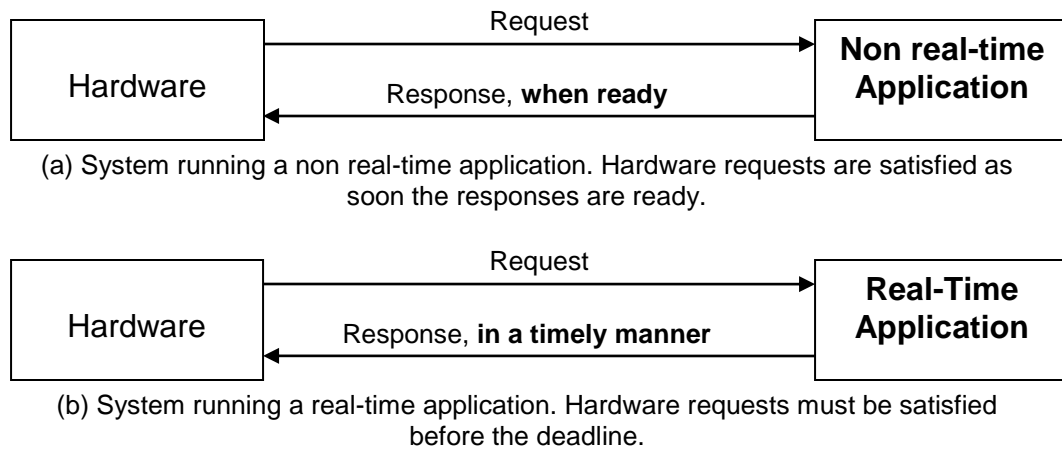 Request
Hardware
Non real-time
Application
Response, when ready
(a) System running a non real-time application. Hardware requests are satisfied as
soon the responses are ready.
Request
Hardware
Real-Time
Application
Response, in a timely manner
(b) System running a real-time application. Hardware requests must be satisfied
before the deadline.